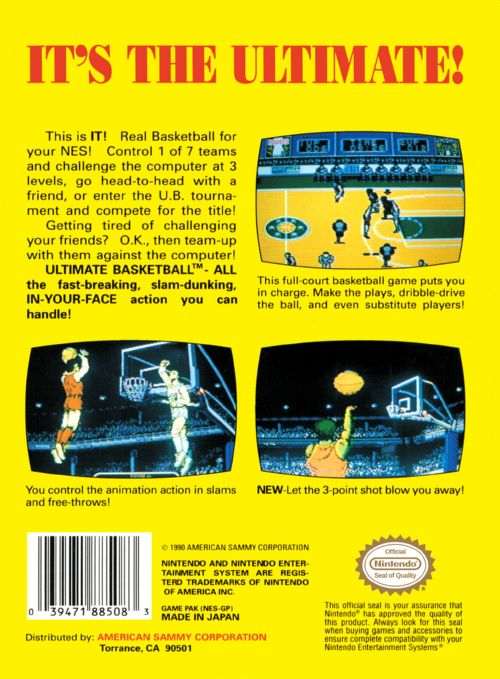 IT'S THE ULTIMATE!
This is IT! Real Basketball for
your NES! Control 1 of 7 teams
and challenge the computer at 3
levels, go head-to-head with a
friend, or enter the U.B. tourna-
ment and compete for the title!
Getting tired of challenging
your friends? O.K., then team-up
with them against the computer!
ULTIMATE BASKETBALL™- ALL
the fast-breaking, slam-dunking,
IN-YOUR-FACE action you can
handle!
This full-court basketball game puts you
in charge. Make the plays, dribble-drive
the ball, and even substitute players!
You control the animation action in slams
and free-throws!
NEW-Let the 3-point shot blow you away!
0 39471 88508 3
© 1990 AMERICAN SAMMY CORPORATION
NINTENDO AND NINTENDO ENTER-
TAINMENT SYSTEM ARE REGIS-
TERD TRADEMARKS OF NINTENDO
OF AMERICA INC.
GAME PAK (NES-GP)
MADE IN JAPAN
Distributed by: AMERICAN SAMMY CORPORATION
Torrance, CA 90501
Official
Nintendo®
Seal of Quality
This official seal is your assurance that
Nintendo® has approved the quality of
this product. Always look for this seal
when buying games and accessories to
ensure complete compatibility with your
Nintendo Entertainment Systems®